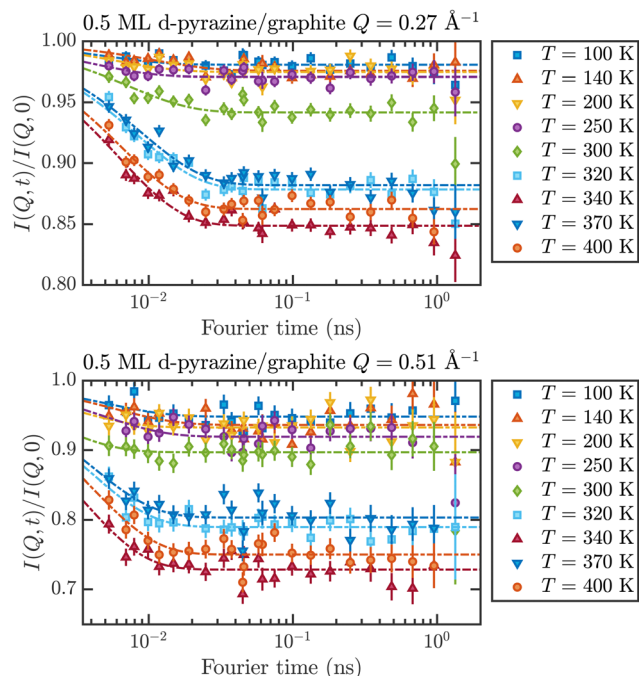 0.5 ML d-pyrazine/graphite Q = 0.27 Å⁻¹
1.00
0.95
0.90
0.85
0.80
I(Q,t)/I(Q,0)
10⁻²
10⁻¹
10⁰
Fourier time (ns)
T = 100 K
T = 140 K
T = 200 K
T = 250 K
T = 300 K
T = 320 K
T = 340 K
T = 370 K
T = 400 K
0.5 ML d-pyrazine/graphite Q = 0.51 Å⁻¹
1.0
0.9
0.8
0.7
I(Q,t)/I(Q,0)
10⁻²
10⁻¹
10⁰
Fourier time (ns)
T = 100 K
T = 140 K
T = 200 K
T = 250 K
T = 300 K
T = 320 K
T = 340 K
T = 370 K
T = 400 K